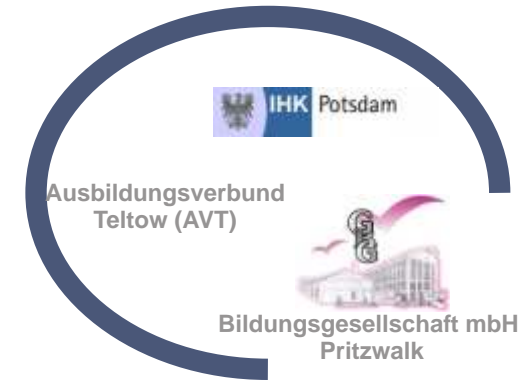 IHK Potsdam
Ausbildungsverbund
Teltow (AVT)
Bildungsgesellschaft mbH
Pritzwalk